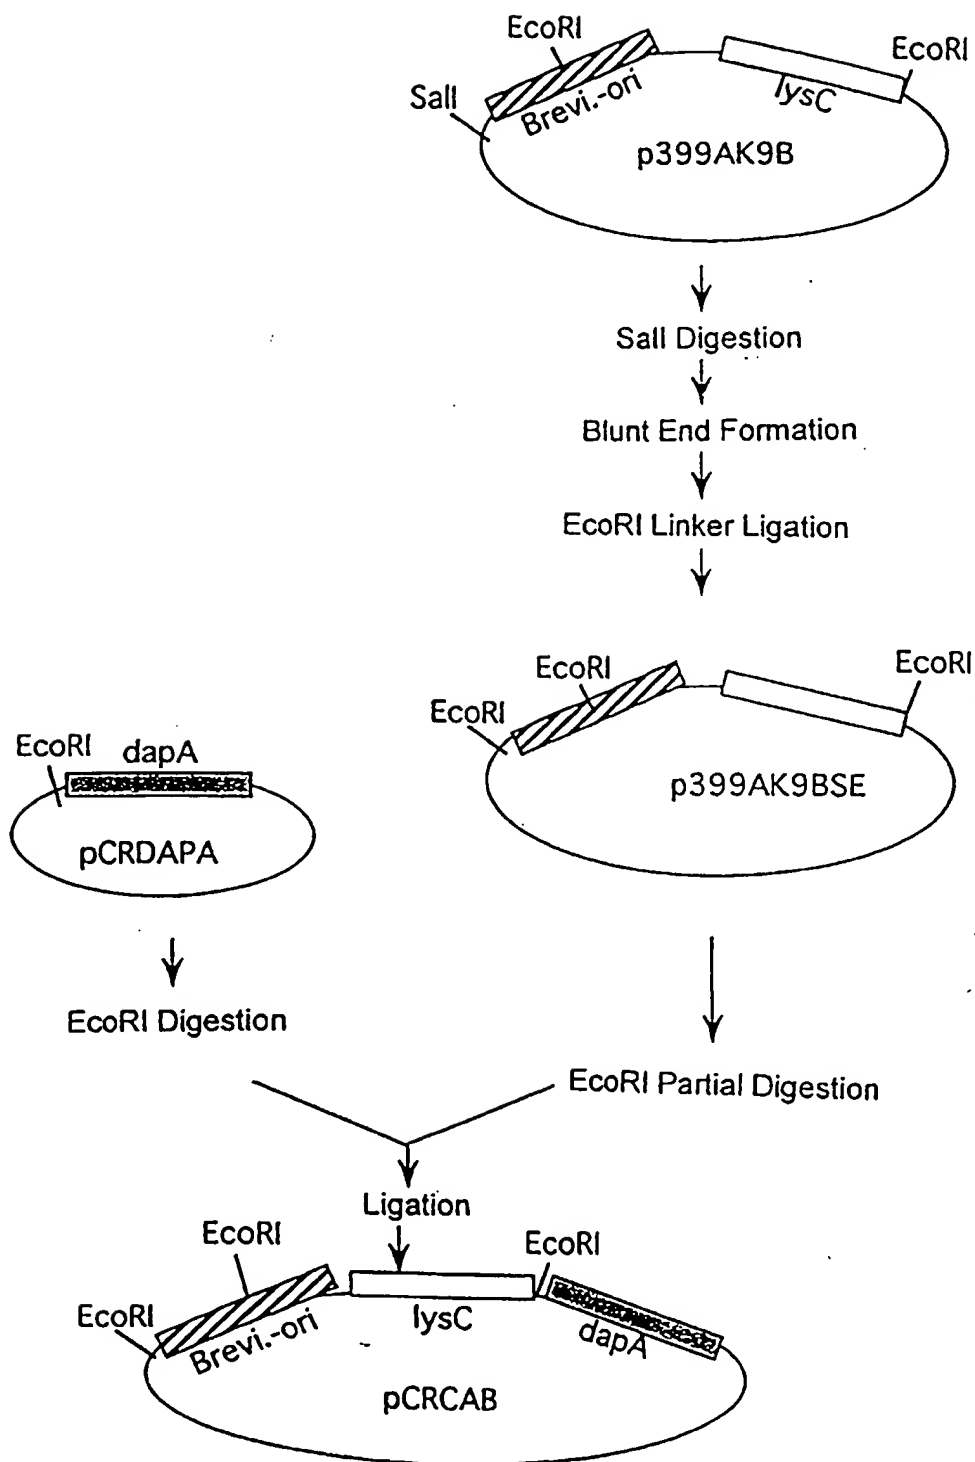 EcoRI
EcoRI
SalI
Brevi.-ori
lysC
p399AK9B
SalI Digestion
Blunt End Formation
EcoRI Linker Ligation
EcoRI
EcoRI
EcoRI
p399AK9BSE
EcoRI
dapA
pCRDAPA
EcoRI Digestion
EcoRI Partial Digestion
Ligation
EcoRI
EcoRI
EcoRI
Brevi.-ori
lysC
dapA
pCRCAB